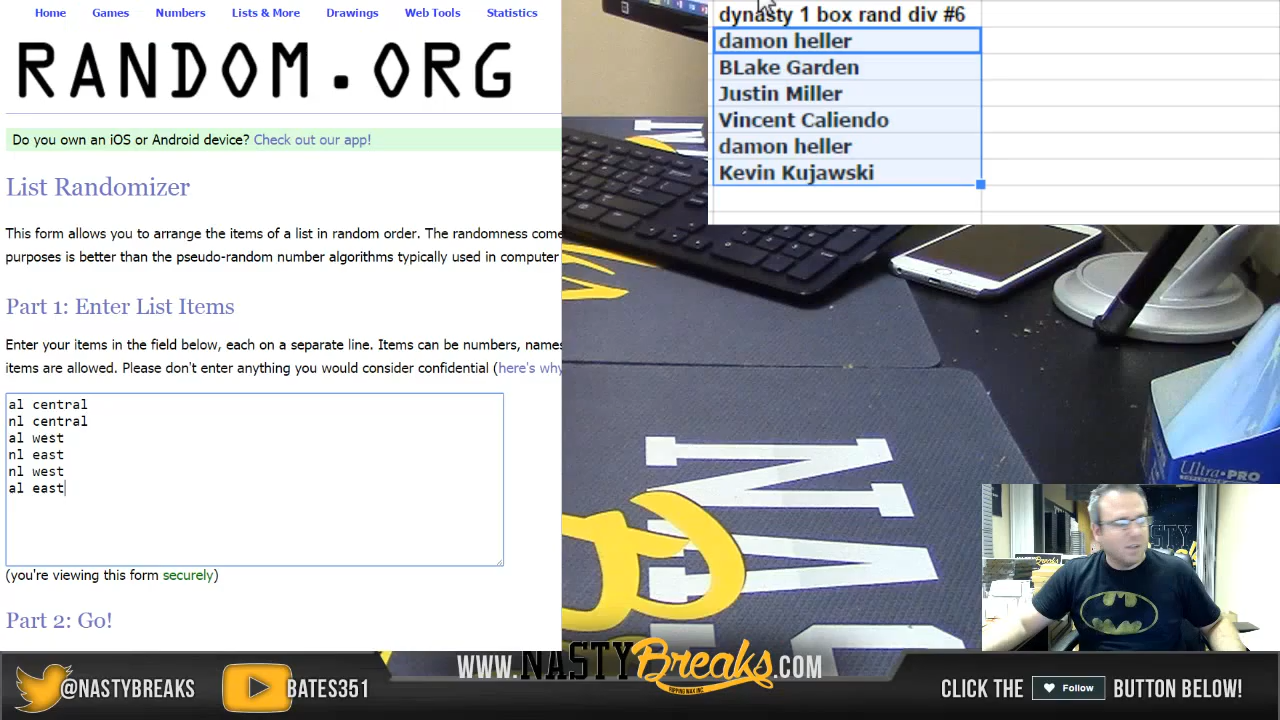 Home Games Numbers Lists & More Drawings Web Tools Statistics
RANDOM.ORG
Do you own an iOS or Android device? Check out our app!
List Randomizer
This form allows you to arrange the items of a list in random order. The randomness come
purposes is better than the pseudo-random number algorithms typically used in computer
Part 1: Enter List Items
Enter your items in the field below, each on a separate line. Items can be numbers, names
items are allowed. Please don't enter anything you would consider confidential (here's why
al central
nl central
al west
nl east
nl west
al east
(you're viewing this form securely)
Part 2: Go!
dynasty 1 box rand div #6
damon heller
BLake Garden
Justin Miller
Vincent Caliendo
damon heller
Kevin Kujawski
Ultra·PRO
NASTY
@NASTYBREAKS
BATES351
WWW.NASTYBreaks.COM
RIPPING WAX INC.
CLICK THE Follow BUTTON BELOW!